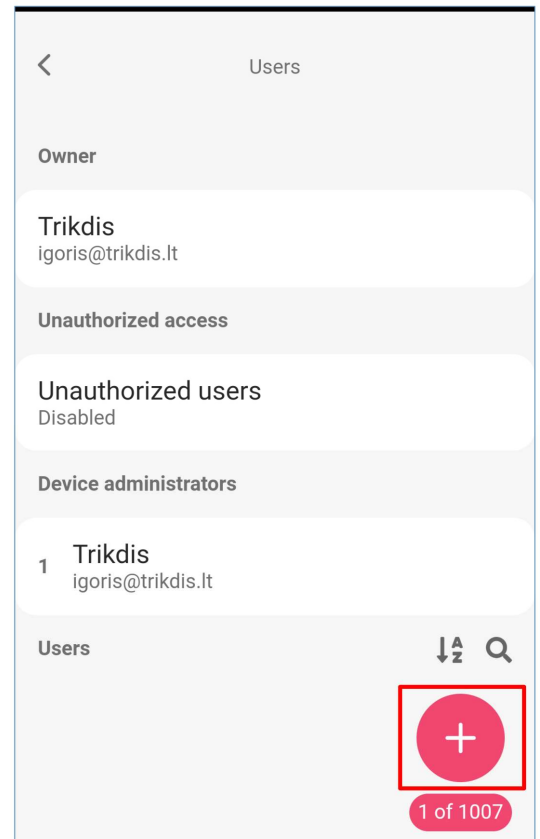 Users
Owner
Trikdis
igoris@trikdis.lt
Unauthorized access
Unauthorized users
Disabled
Device administrators
1 Trikdis
igoris@trikdis.lt
Users
A
Z
1 of 1007